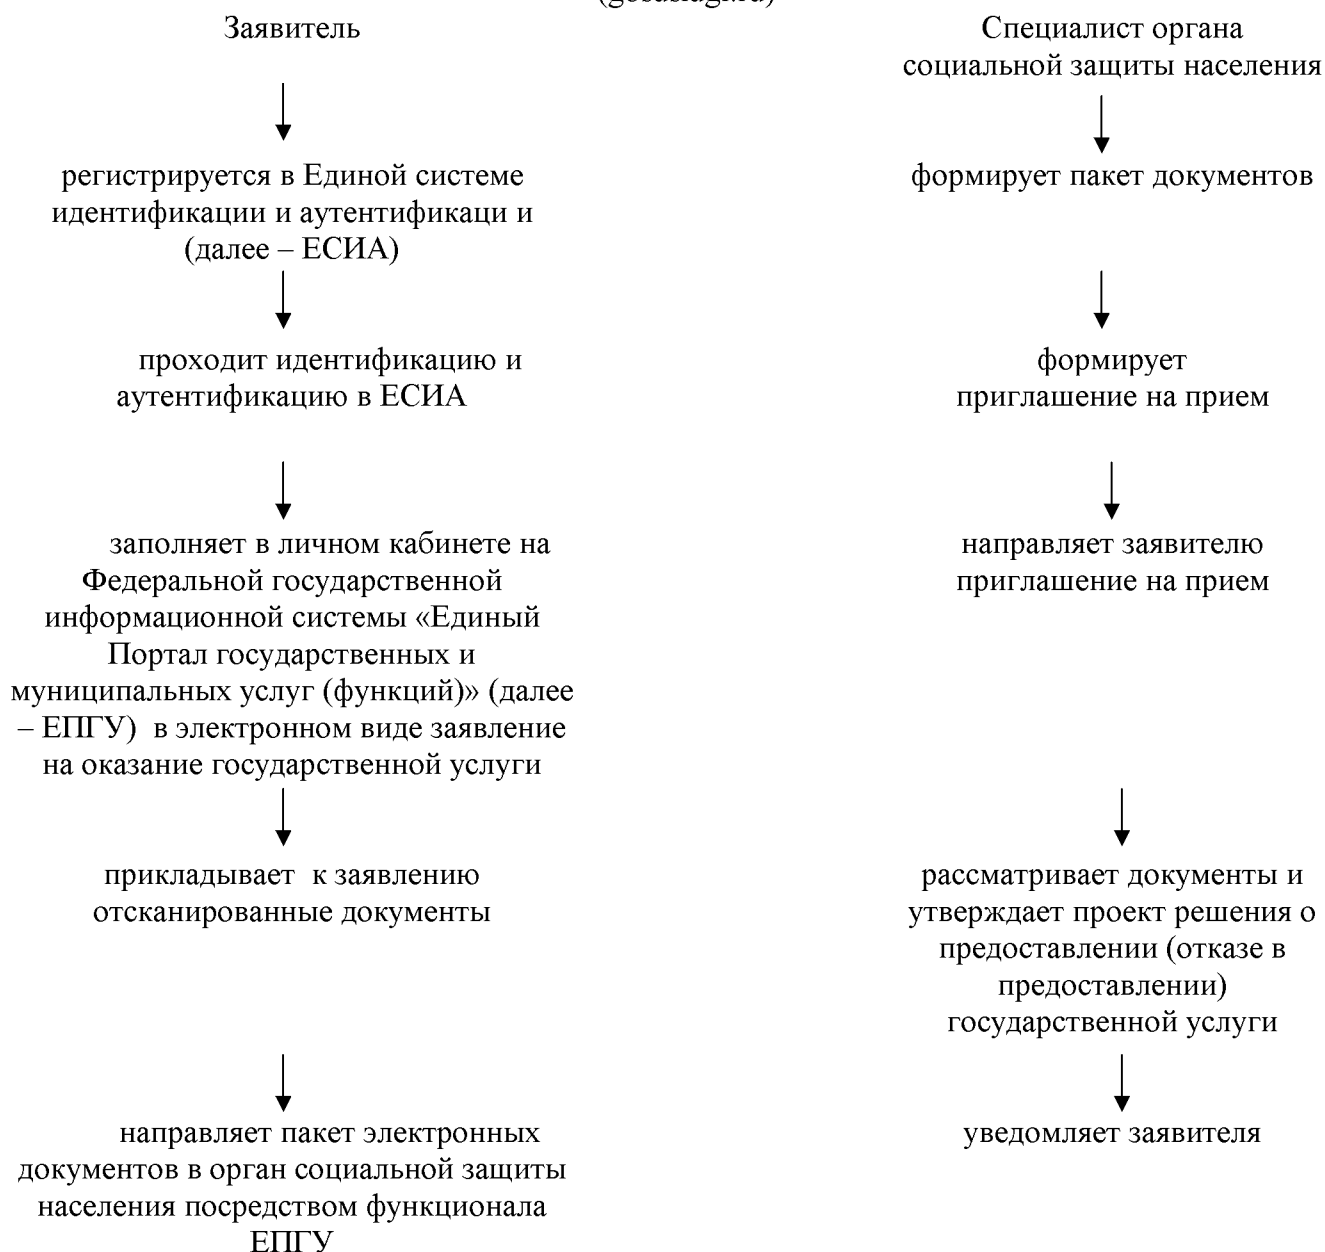 (gosuslugi.ru)
Заявитель
регистрируется в Единой системе
идентификации и аутентификаци и
(далее – ЕСИА)
проходит идентификацию и
аутентификацию в ЕСИА
заполняет в личном кабинете на
Федеральной государственной
информационной системы «Единый
Портал государственных и
муниципальных услуг (функций)» (далее
– ЕПГУ) в электронном виде заявление
на оказание государственной услуги
прикладывает к заявлению
отсканированные документы
направляет пакет электронных
документов в орган социальной защиты
населения посредством функционала
ЕПГУ
Специалист органа
социальной защиты населения
формирует пакет документов
формирует
приглашение на прием
направляет заявителю
приглашение на прием
рассматривает документы и
утверждает проект решения о
предоставлении (отказе в
предоставлении)
государственной услуги
уведомляет заявителя